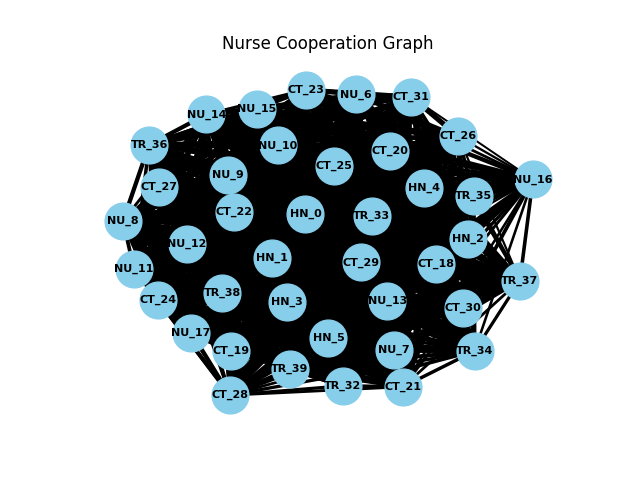 Nurse Cooperation Graph
CT_23
NU_6
CT_31
NU_15
NU_14
CT_26
TR_36
NU_10
CT_20
CT_25
NU_9
NU_16
CT_27
HN_4
TR_35
CT_22
HN_0
TR_33
NU_8
HN_2
NU_12
HN_1
CT_29
CT_18
NU_11
TR_37
TR_38
CT_24
HN_3
NU_13
CT_30
NU_17
HN_5
CT_19
NU_7
TR_34
TR_39
TR_32
CT_21
CT_28